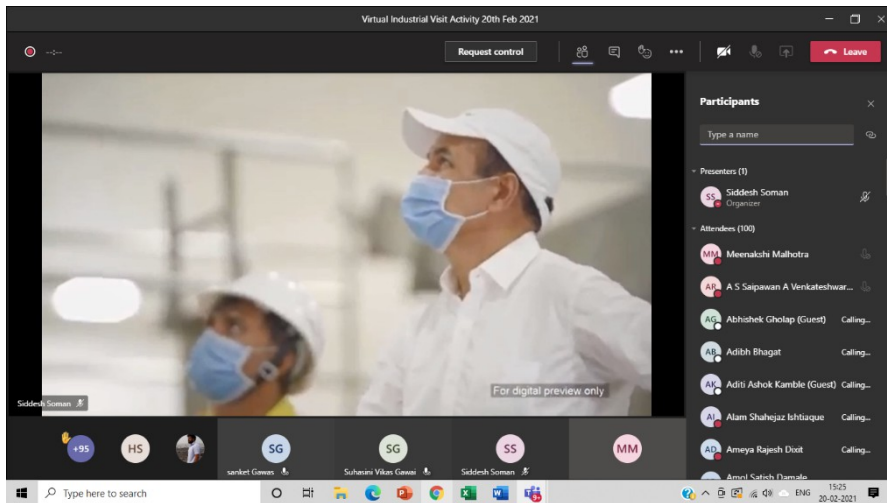 Virtual Industrial Visit Activity 20th Feb 2021
--:--
Request control
Leave
Participants
Type a name
Presenters (1)
SS
Siddesh Soman
Organizer
Attendees (100)
MM
Meenakshi Malhotra
AR
A S Saipawan A Venkateshwar...
AG
Abhishek Gholap (Guest)
Calling...
AB
Adibh Bhagat
Calling...
AK
Aditi Ashok Kamble (Guest)
Calling...
AI
Alam Shahejaz Ishtiaque
Calling...
AD
Ameya Rajesh Dixit
Calling...
Amol Satish Damale
For digital preview only
Siddesh Soman
+95
HS
SG
sanket Gawas
SG
Suhasini Vikas Gawai
SS
Siddesh Soman
MM
Type here to search
ENG
15:25
20-02-2021